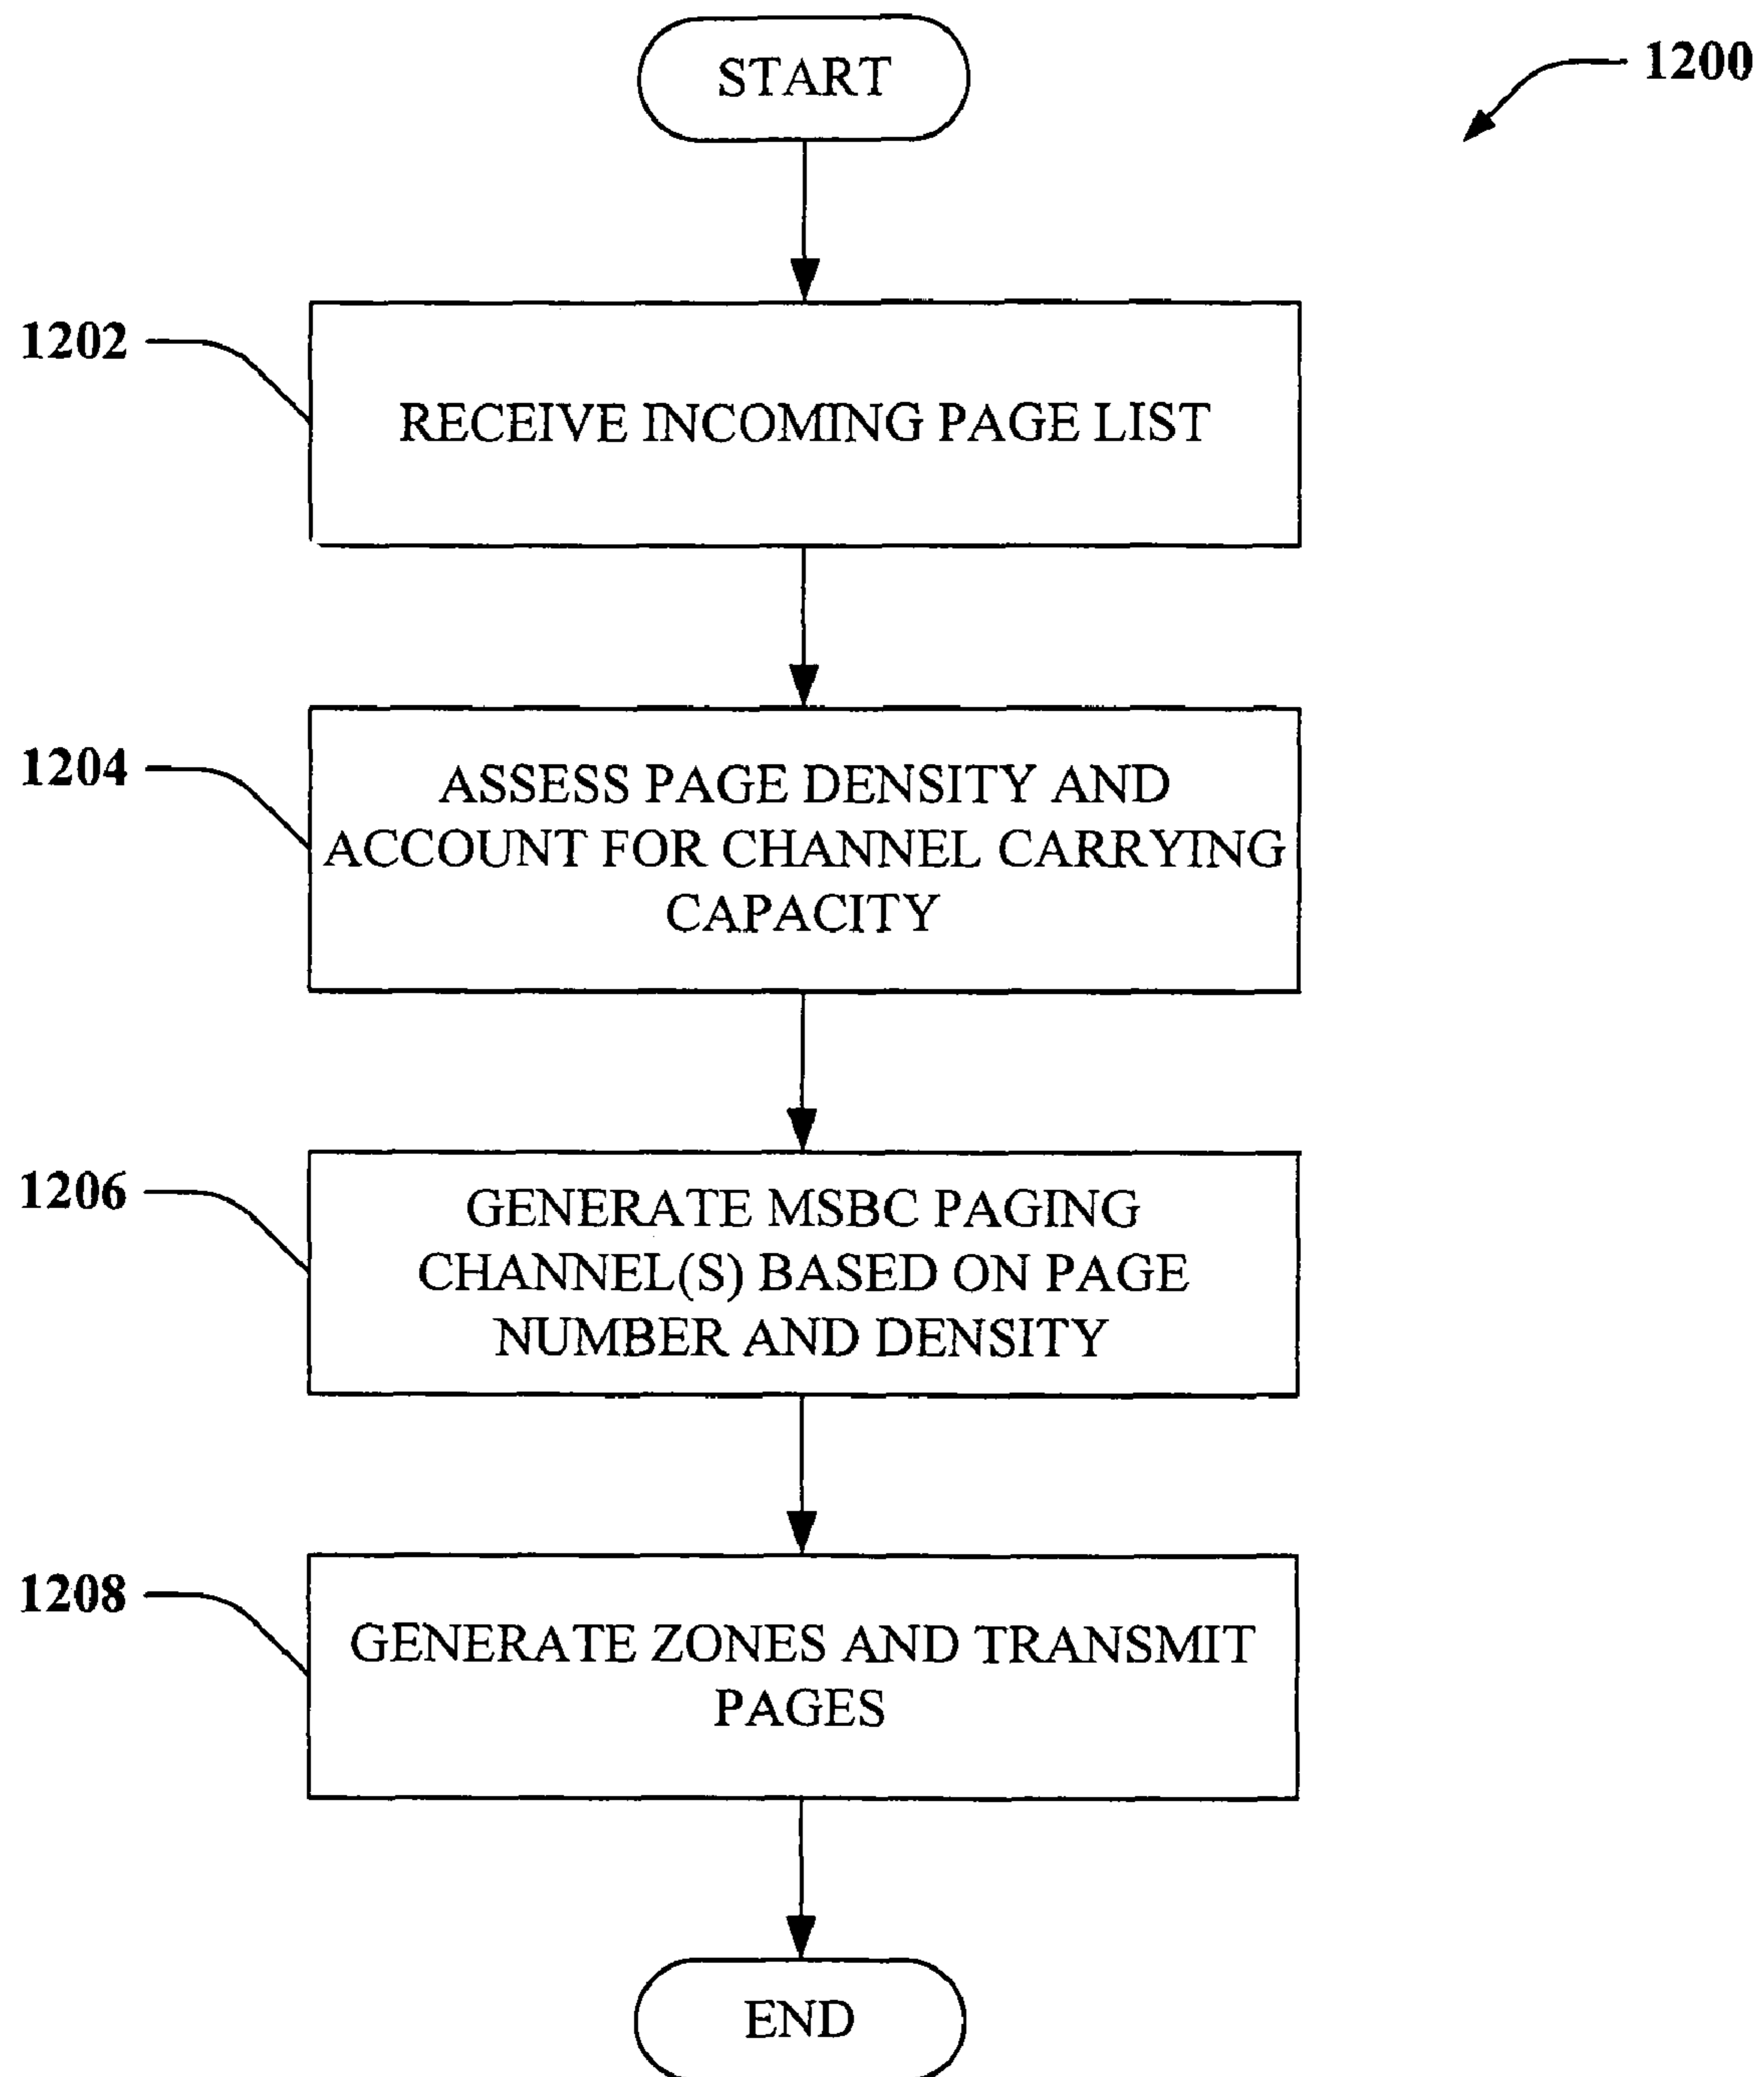 START
1200
1202
RECEIVE INCOMING PAGE LIST
1204
ASSESS PAGE DENSITY AND
ACCOUNT FOR CHANNEL CARRYING
CAPACITY
1206
GENERATE MSBC PAGING
CHANNEL(S) BASED ON PAGE
NUMBER AND DENSITY
1208
GENERATE ZONES AND TRANSMIT
PAGES
END